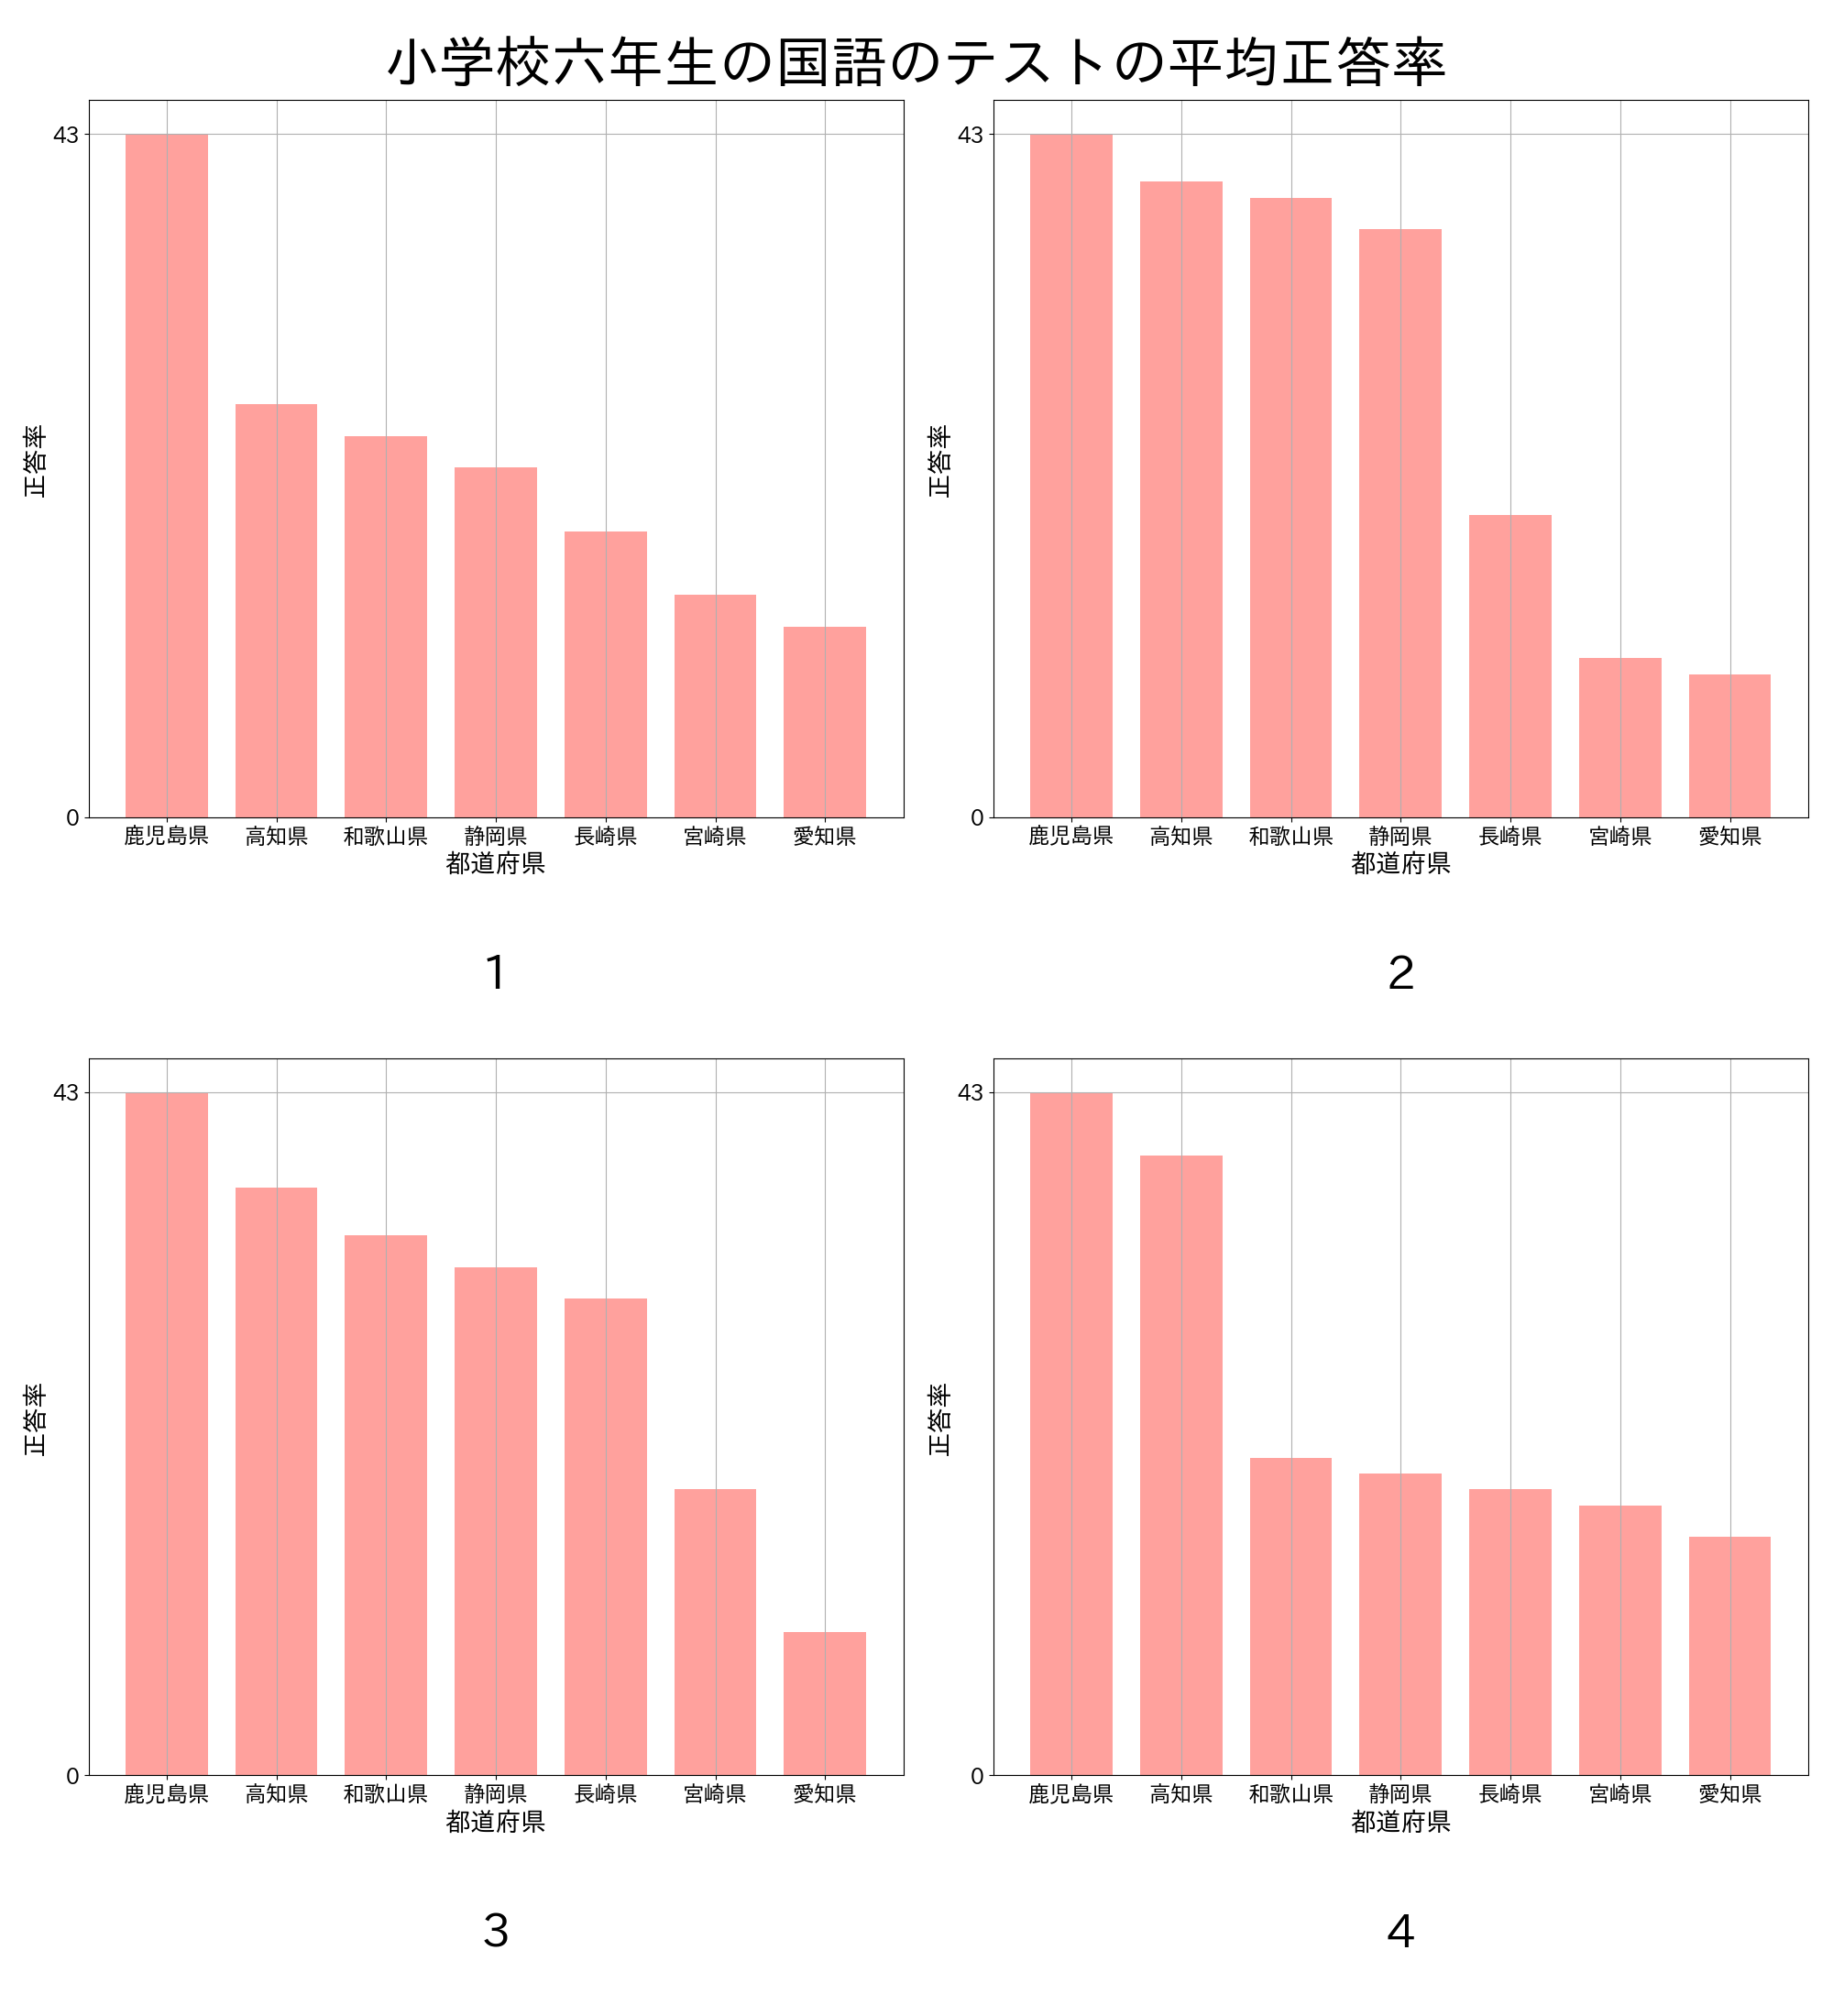 小学校六年生の国語のテストの平均正答率
43
0
正答率
鹿児島県 高知県 和歌山県 静岡県 長崎県 宮崎県 愛知県
都道府県
1
43
0
正答率
鹿児島県 高知県 和歌山県 静岡県 長崎県 宮崎県 愛知県
都道府県
2
43
0
正答率
鹿児島県 高知県 和歌山県 静岡県 長崎県 宮崎県 愛知県
都道府県
3
43
0
正答率
鹿児島県 高知県 和歌山県 静岡県 長崎県 宮崎県 愛知県
都道府県
4